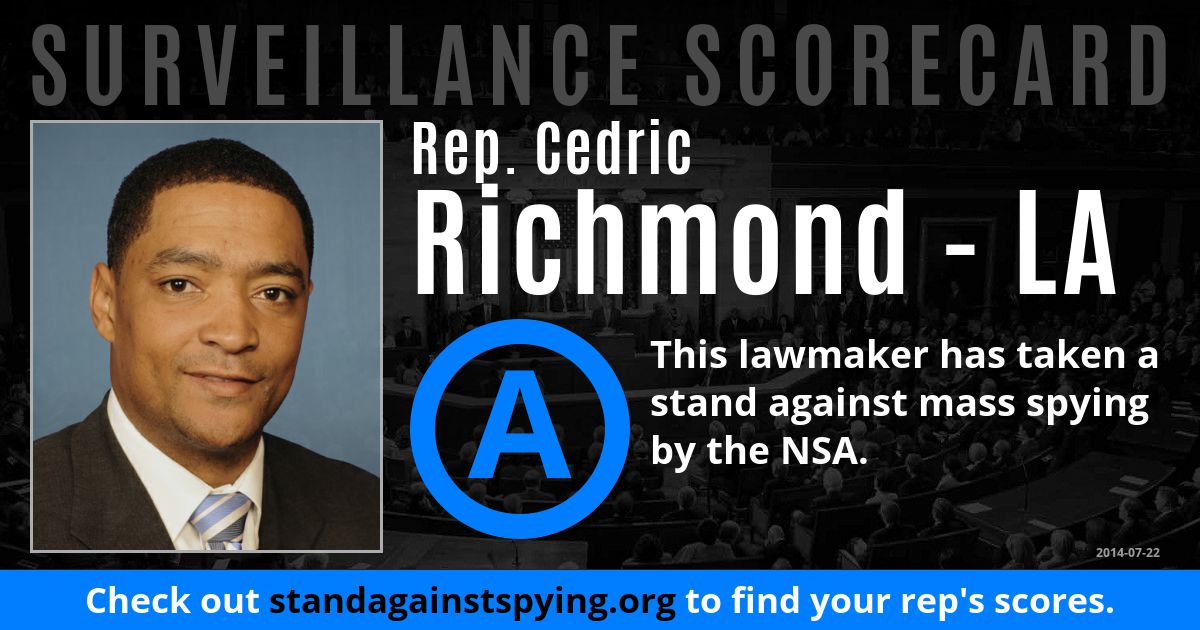 SURVEILLANCE SCORECARD
Rep. Cedric
Richmond - LA
A
This lawmaker has taken a
stand against mass spying
by the NSA.
2014-07-22
Check out standagainstspying.org to find your rep's scores.